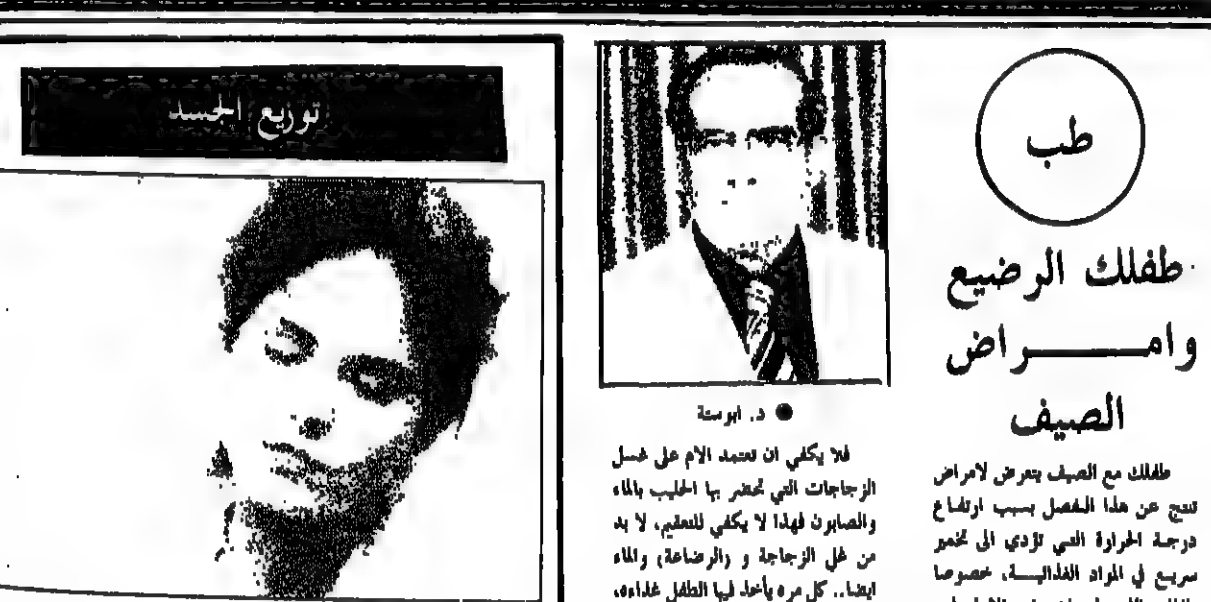 طب
طفلك الرضيع
وامــراض
الصيف
طفلك مع الصيف يتعرض لامراض
تنتج عن هذا الفصل بسبب ارتفاع
درجة الحرارة التي تؤدي الى تخمير
سريع في المواد الغذائية، خصوصا
د. ابوستة
فلا يكفي ان تعتمد الام على غسل
الزجاجات التي تحضر بها الحليب بالماء
والصابون فهذا لا يكفي للتعقيم، لا بد
من غلي الزجاجة و (الرضاعة) والماء
ايضا.. كل مره يأخذ فيها الطفل غذاءه،
توزيع الجسد